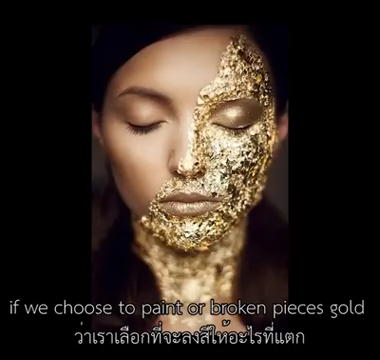 if we choose to paint or broken pieces gold
ว่าเราเลือกที่จะลงสีให้อะไรที่แตก